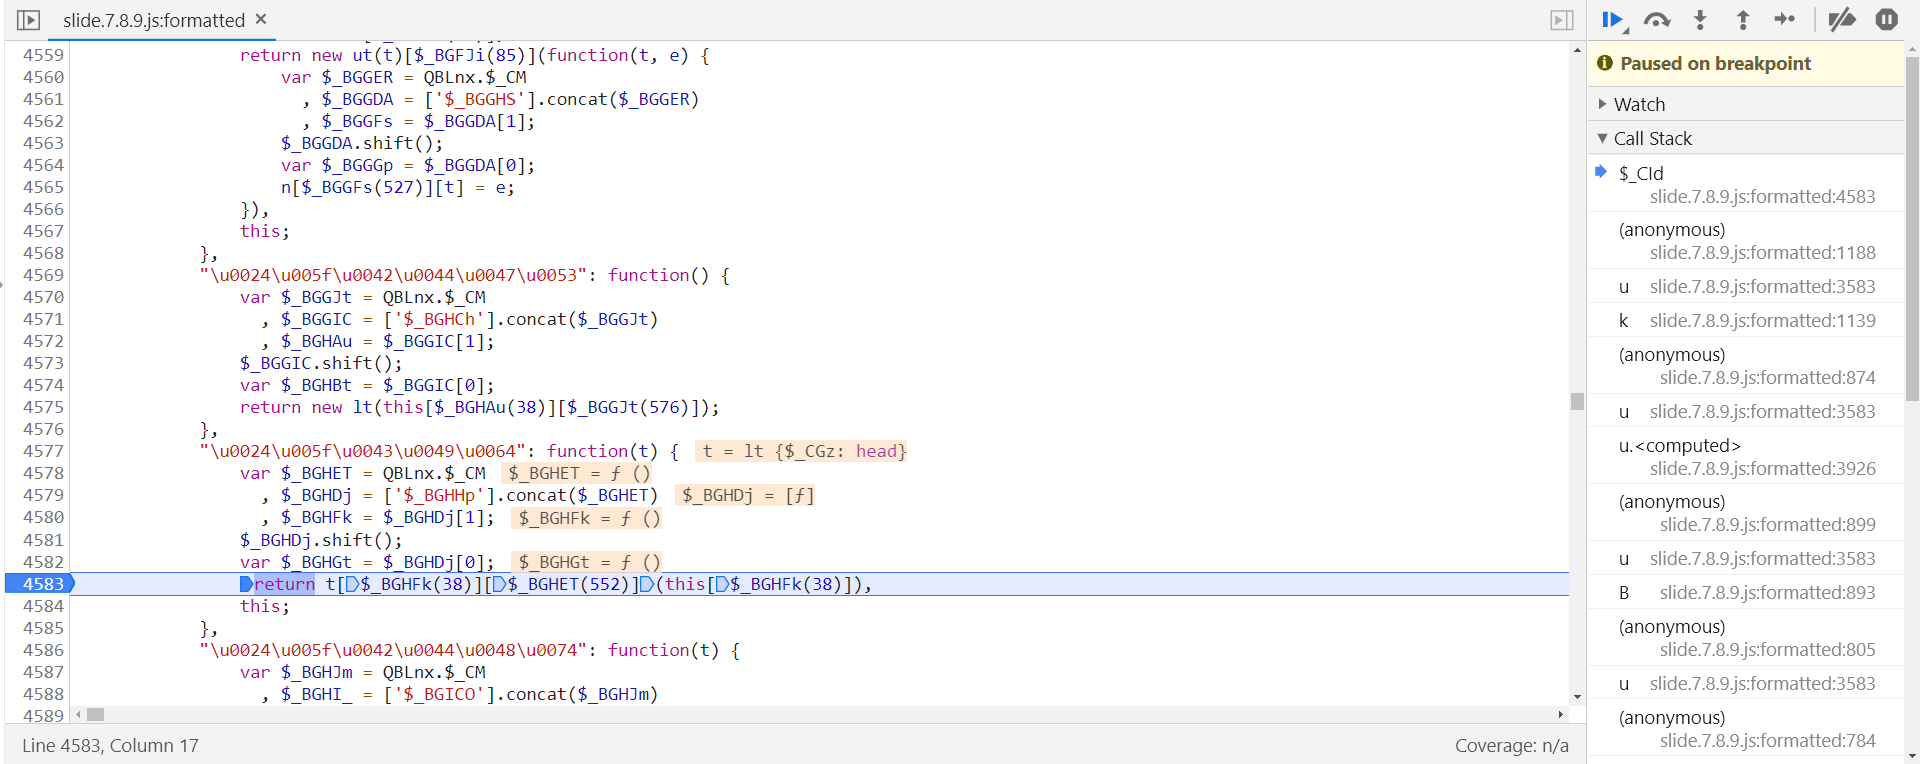 slide.7.8.9.js:formatted ×
4559 return new ut(t)[$_BGFJi(85)](function(t, e) {
4560 var $_BGGER = QBLnx.$_CM
4561 , $_BGGDA = ['$_BGGHS'].concat($_BGGER)
4562 , $_BGGFs = $_BGGDA[1];
4563 $_BGGDA.shift();
4564 var $_BGGGp = $_BGGDA[0];
4565 n[$_BGGFs(527)][t] = e;
4566 }),
4567 this;
4568 },
4569 "\u0024\u005f\u0042\u0044\u0047\u0053": function() {
4570 var $_BGGJt = QBLnx.$_CM
4571 , $_BGGIC = ['$_BGHCh'].concat($_BGGJt)
4572 , $_BGHAu = $_BGGIC[1];
4573 $_BGGIC.shift();
4574 var $_BGHBt = $_BGGIC[0];
4575 return new lt(this[$_BGHAu(38)][$_BGGJt(576)]);
4576 },
4577 "\u0024\u005f\u0043\u0049\u0064": function(t) { t = lt {$_CGz: head}
4578 var $_BGHET = QBLnx.$_CM $_BGHET = ƒ ()
4579 , $_BGHDj = ['$_BGHHp'].concat($_BGHET) $_BGHDj = [ƒ]
4580 , $_BGHFk = $_BGHDj[1]; $_BGHFk = ƒ ()
4581 $_BGHDj.shift();
4582 var $_BGHGt = $_BGHDj[0]; $_BGHGt = ƒ ()
4583 return t[$_BGHFk(38)][$_BGHET(552)](this[$_BGHFk(38)]),
4584 this;
4585 },
4586 "\u0024\u005f\u0042\u0044\u0048\u0074": function(t) {
4587 var $_BGHJm = QBLnx.$_CM
4588 , $_BGHI_ = ['$_BGICO'].concat($_BGHJm)
4589
Line 4583, Column 17
Coverage: n/a
Paused on breakpoint
Watch
Call Stack
$_CId
slide.7.8.9.js:formatted:4583
(anonymous)
slide.7.8.9.js:formatted:1188
u slide.7.8.9.js:formatted:3583
k slide.7.8.9.js:formatted:1139
(anonymous)
slide.7.8.9.js:formatted:874
u slide.7.8.9.js:formatted:3583
u.<computed>
slide.7.8.9.js:formatted:3926
(anonymous)
slide.7.8.9.js:formatted:899
u slide.7.8.9.js:formatted:3583
B slide.7.8.9.js:formatted:893
(anonymous)
slide.7.8.9.js:formatted:805
u slide.7.8.9.js:formatted:3583
(anonymous)
slide.7.8.9.js:formatted:784